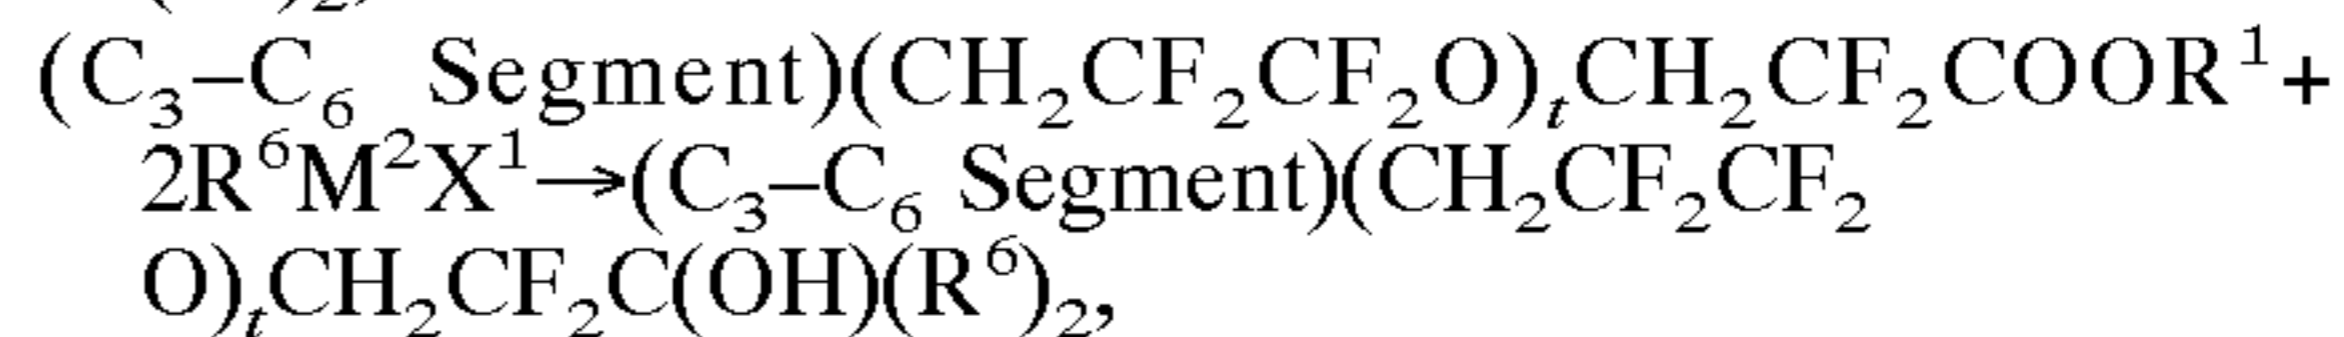 (C₃–C₆ Segment)(CH₂CF₂CF₂O)ₜCH₂CF₂COOR¹+
2R⁶M²X¹→(C₃–C₆ Segment)(CH₂CF₂CF₂
O)ₜCH₂CF₂C(OH)(R⁶)₂,